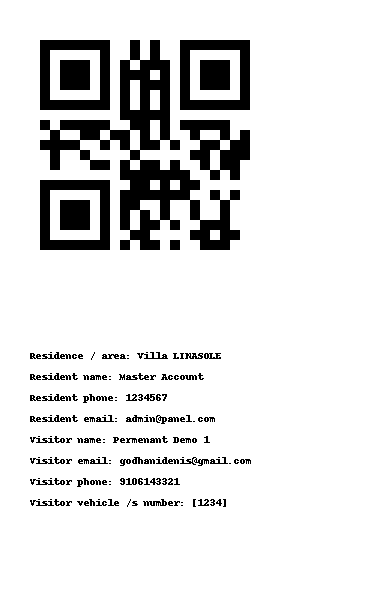 Residence / area: Villa LINASOLE
Resident name: Master Account
Resident phone: 1234567
Resident email: admin@panel.com
Visitor name: Permenant Demo 1
Visitor email: godhanidenis@gmail.com
Visitor phone: 9106143321
Visitor vehicle /s number: [1234]